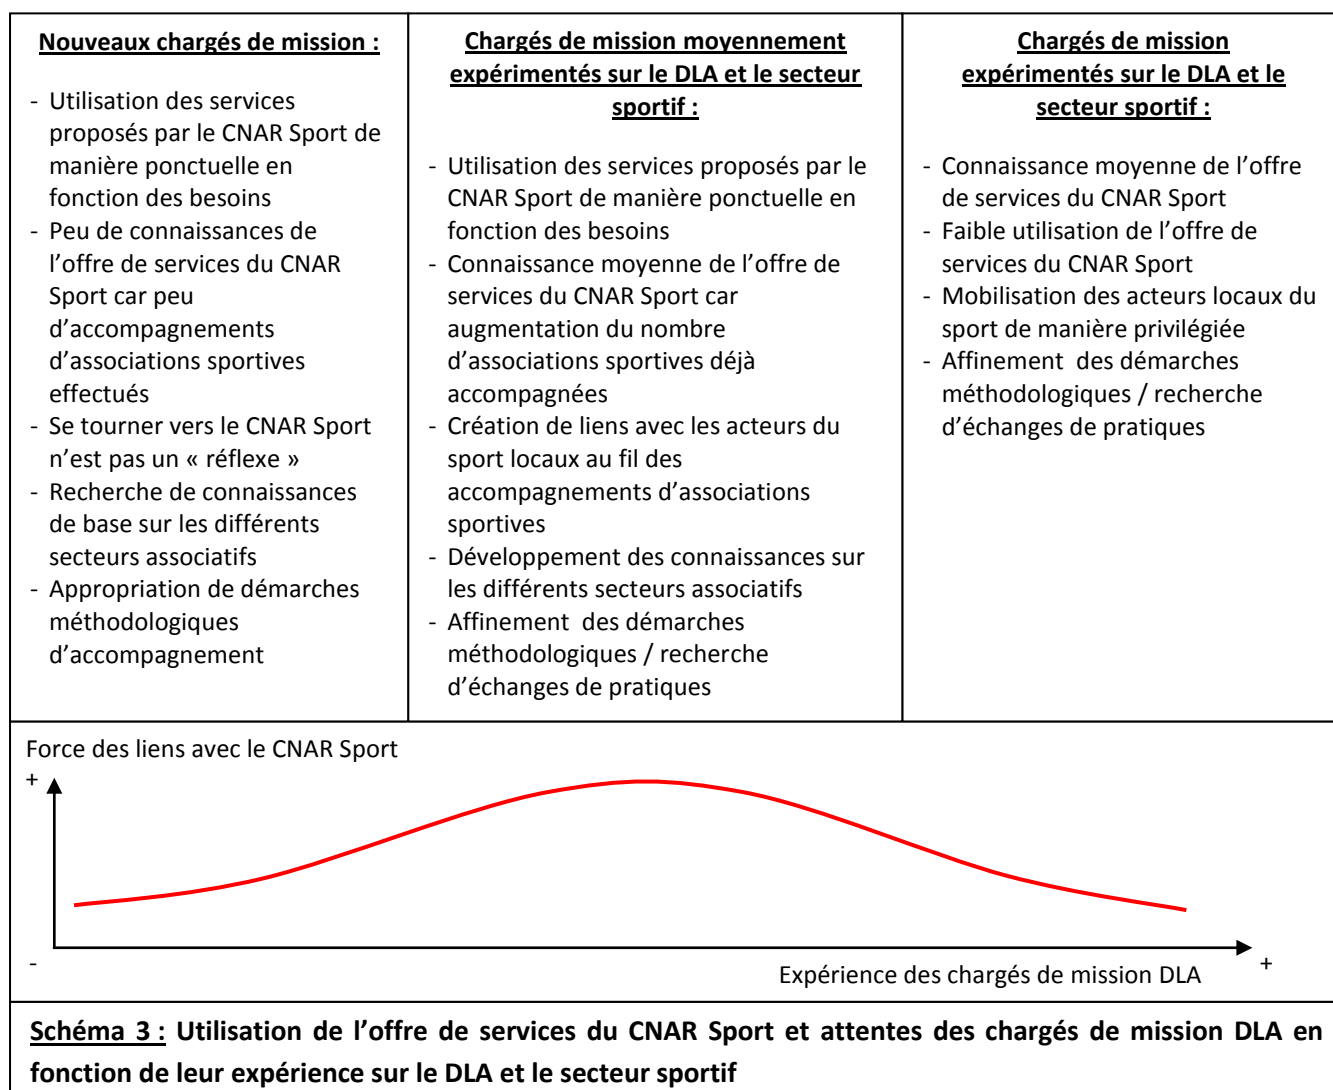 Nouveaux chargés de mission :
- Utilisation des services
proposés par le CNAR Sport de
manière ponctuelle en
fonction des besoins
- Peu de connaissances de
l’offre de services du CNAR
Sport car peu
d’accompagnements
d’associations sportives
effectués
- Se tourner vers le CNAR Sport
n’est pas un « réflexe »
- Recherche de connaissances
de base sur les différents
secteurs associatifs
- Appropriation de démarches
méthodologiques
d’accompagnement
Chargés de mission moyennement
expérimentés sur le DLA et le secteur
sportif :
- Utilisation des services proposés par le
CNAR Sport de manière ponctuelle en
fonction des besoins
- Connaissance moyenne de l’offre de
services du CNAR Sport car
augmentation du nombre
d’associations sportives déjà
accompagnées
- Création de liens avec les acteurs du
sport locaux au fil des
accompagnements d’associations
sportives
- Développement des connaissances sur
les différents secteurs associatifs
- Affinement des démarches
méthodologiques / recherche
d’échanges de pratiques
Chargés de mission
expérimentés sur le DLA et le
secteur sportif :
- Connaissance moyenne de l’offre
de services du CNAR Sport
- Faible utilisation de l’offre de
services du CNAR Sport
- Mobilisation des acteurs locaux du
sport de manière privilégiée
- Affinement des démarches
méthodologiques / recherche
d’échanges de pratiques
Force des liens avec le CNAR Sport
+
-
Expérience des chargés de mission DLA
+
Schéma 3 : Utilisation de l’offre de services du CNAR Sport et attentes des chargés de mission DLA en
fonction de leur expérience sur le DLA et le secteur sportif